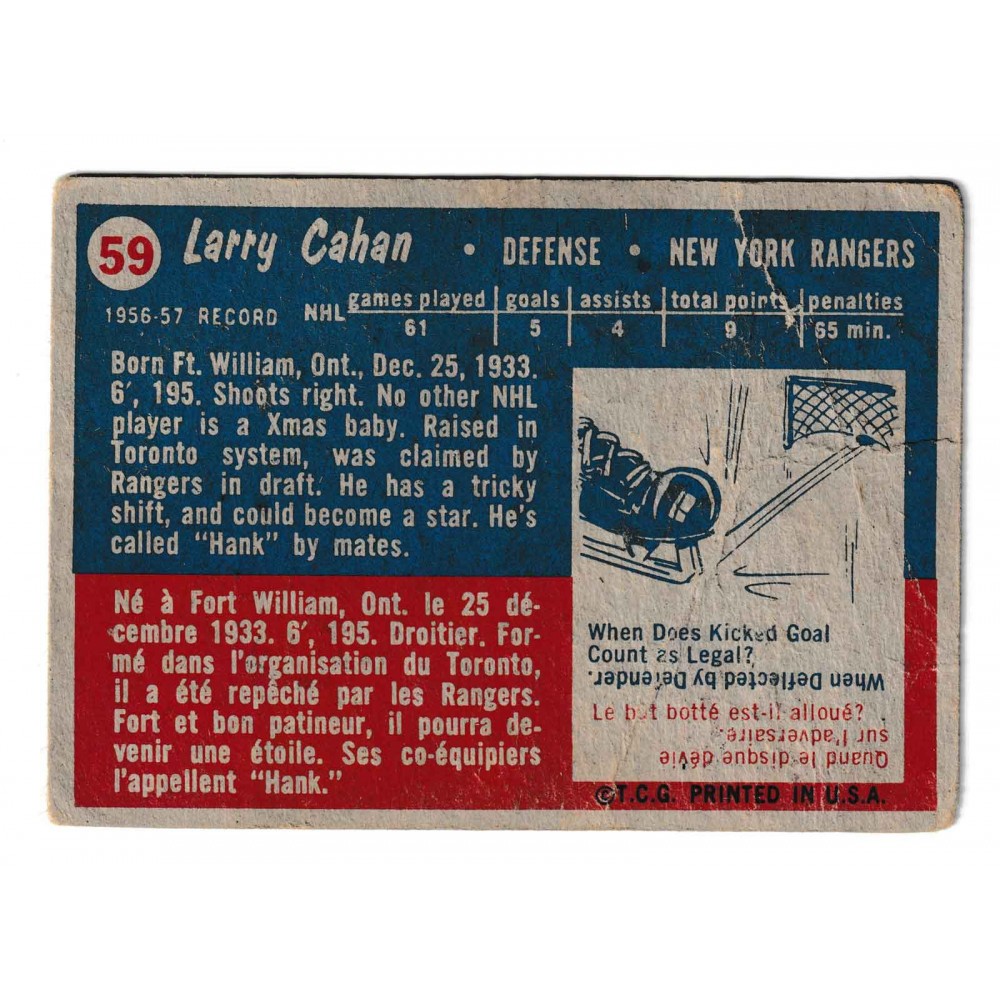 59 Larry Cahan • DEFENSE • NEW YORK RANGERS
1956-57 RECORD NHL games played goals assists total points penalties
61 5 4 9 65 min.
Born Ft. William, Ont., Dec. 25, 1933.
6', 195. Shoots right. No other NHL
player is a Xmas baby. Raised in
Toronto system, was claimed by
Rangers in draft. He has a tricky
shift, and could become a star. He's
called "Hank" by mates.
Né à Fort William, Ont. le 25 dé-
cembre 1933. 6', 195. Droitier. For-
mé dans l'organisation du Toronto,
il a été repêché par les Rangers.
Fort et bon patineur, il pourra de-
venir une étoile. Ses co-équipiers
l'appellent "Hank."
When Does Kicked Goal
Count as Legal?
When Deflected by Defender.
Le but botté est-il alloué?
Quand le disque dévie
sur l'adversaire.
©T.C.G. PRINTED IN U.S.A.